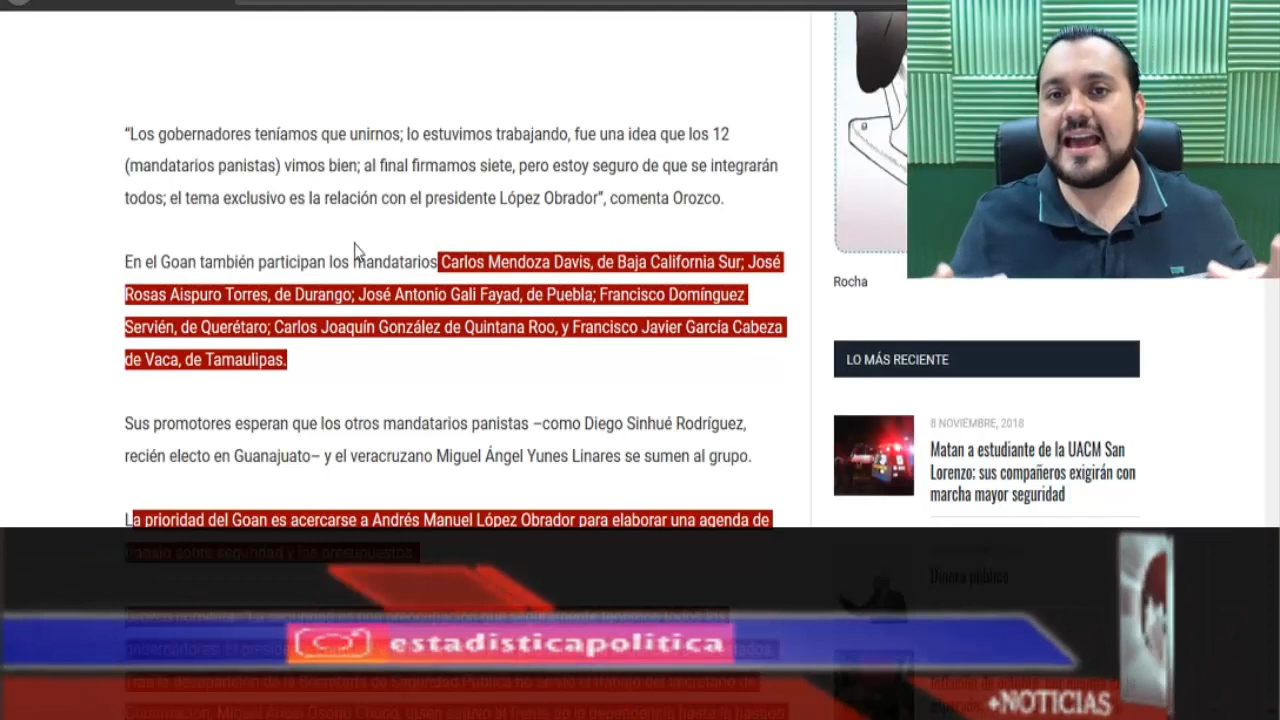 “Los gobernadores teníamos que unirnos; lo estuvimos trabajando, fue una idea que los 12
(mandatarios panistas) vimos bien; al final firmamos siete, pero estoy seguro de que se integrarán
todos; el tema exclusivo es la relación con el presidente López Obrador”, comenta Orozco.
En el Goan también participan los mandatarios Carlos Mendoza Davis, de Baja California Sur; José
Rosas Aispuro Torres, de Durango; José Antonio Gali Fayad, de Puebla; Francisco Domínguez
Servién, de Querétaro; Carlos Joaquín González de Quintana Roo, y Francisco Javier García Cabeza
de Vaca, de Tamaulipas.
Sus promotores esperan que los otros mandatarios panistas –como Diego Sinhué Rodríguez,
recién electo en Guanajuato– y el veracruzano Miguel Ángel Yunes Linares se sumen al grupo.
La prioridad del Goan es acercarse a Andrés Manuel López Obrador para elaborar una agenda de
trabajo sobre seguridad y los presupuestos.
Rocha
LO MÁS RECIENTE
8 NOVIEMBRE, 2018
Matan a estudiante de la UACM San
Lorenzo; sus compañeros exigirán con
marcha mayor seguridad
Dinero público
estadisticapolitica
+NOTICIAS